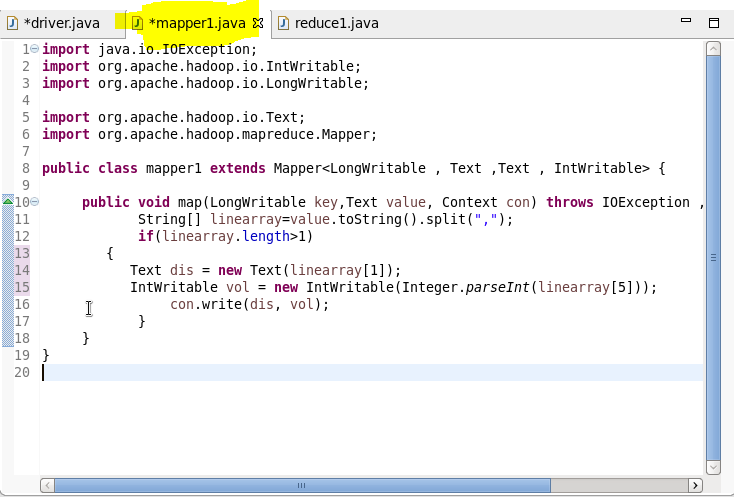 *driver.java *mapper1.java reduce1.java
1 import java.io.IOException;
2 import org.apache.hadoop.io.IntWritable;
3 import org.apache.hadoop.io.LongWritable;
4
5 import org.apache.hadoop.io.Text;
6 import org.apache.hadoop.mapreduce.Mapper;
7
8 public class mapper1 extends Mapper<LongWritable , Text ,Text , IntWritable> {
9
10 public void map(LongWritable key,Text value, Context con) throws IOException ,
11 String[] linearray=value.toString().split(",");
12 if(linearray.length>1)
13 {
14 Text dis = new Text(linearray[1]);
15 IntWritable vol = new IntWritable(Integer.parseInt(linearray[5]));
16 con.write(dis, vol);
17 }
18 }
19 }
20